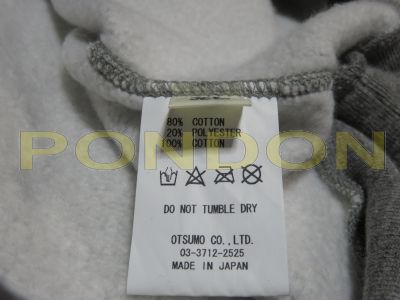 80% COTTON
20% POLYESTER
100% COTTON
PONDON
DO NOT TUMBLE DRY
OTSUMO CO.,LTD.
03-3712-2525
MADE IN JAPAN